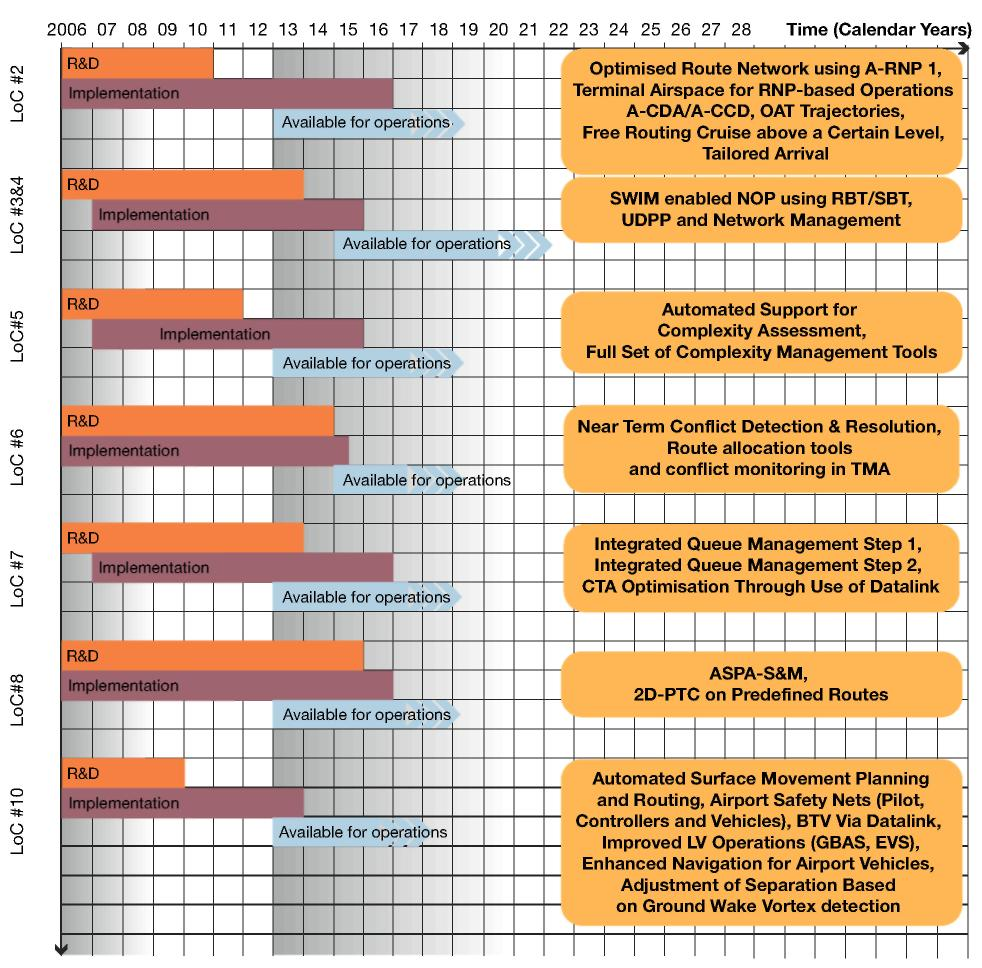 2006 07 08 09 10 11 12 13 14 15 16 17 18 19 20 21 22 23 24 25 26 27 28 Time (Calendar Years)
LoC #2
R&D
Implementation
Available for operations
Optimised Route Network using A-RNP 1,
Terminal Airspace for RNP-based Operations
A-CDA/A-CCD, OAT Trajectories,
Free Routing Cruise above a Certain Level,
Tailored Arrival
LoC #3&4
R&D
Implementation
Available for operations
SWIM enabled NOP using RBT/SBT,
UDPP and Network Management
LoC#5
R&D
Implementation
Available for operations
Automated Support for
Complexity Assessment,
Full Set of Complexity Management Tools
LoC #6
R&D
Implementation
Available for operations
Near Term Conflict Detection & Resolution,
Route allocation tools
and conflict monitoring in TMA
LoC #7
R&D
Implementation
Available for operations
Integrated Queue Management Step 1,
Integrated Queue Management Step 2,
CTA Optimisation Through Use of Datalink
LoC#8
R&D
Implementation
Available for operations
ASPA-S&M,
2D-PTC on Predefined Routes
LoC #10
R&D
Implementation
Available for operations
Automated Surface Movement Planning
and Routing, Airport Safety Nets (Pilot,
Controllers and Vehicles), BTV Via Datalink,
Improved LV Operations (GBAS, EVS),
Enhanced Navigation for Airport Vehicles,
Adjustment of Separation Based
on Ground Wake Vortex detection